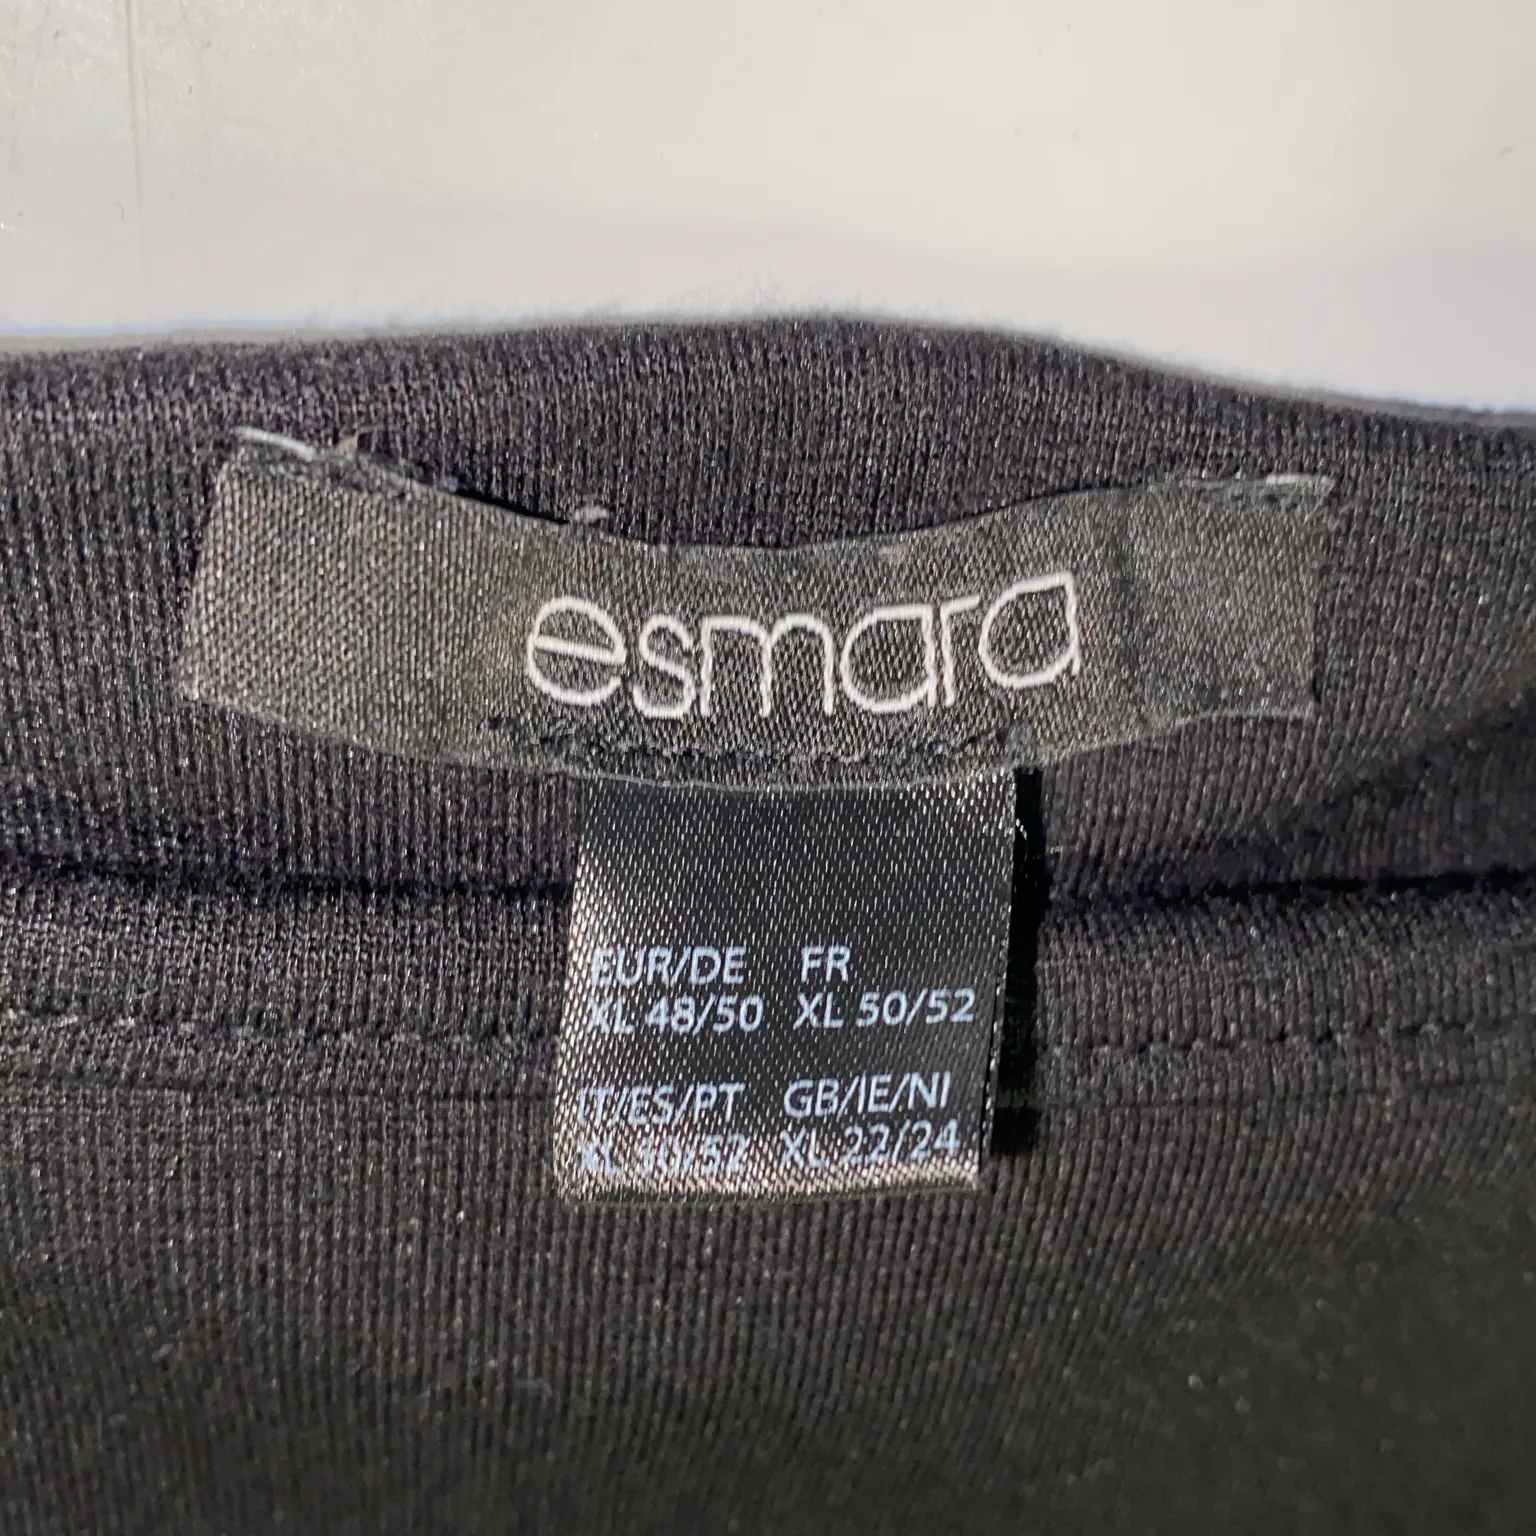 esmara
EUR/DE FR
XL 48/50 XL 50/52
IT/ES/PT GB/IE/NI
XL 50/52 XL 22/24